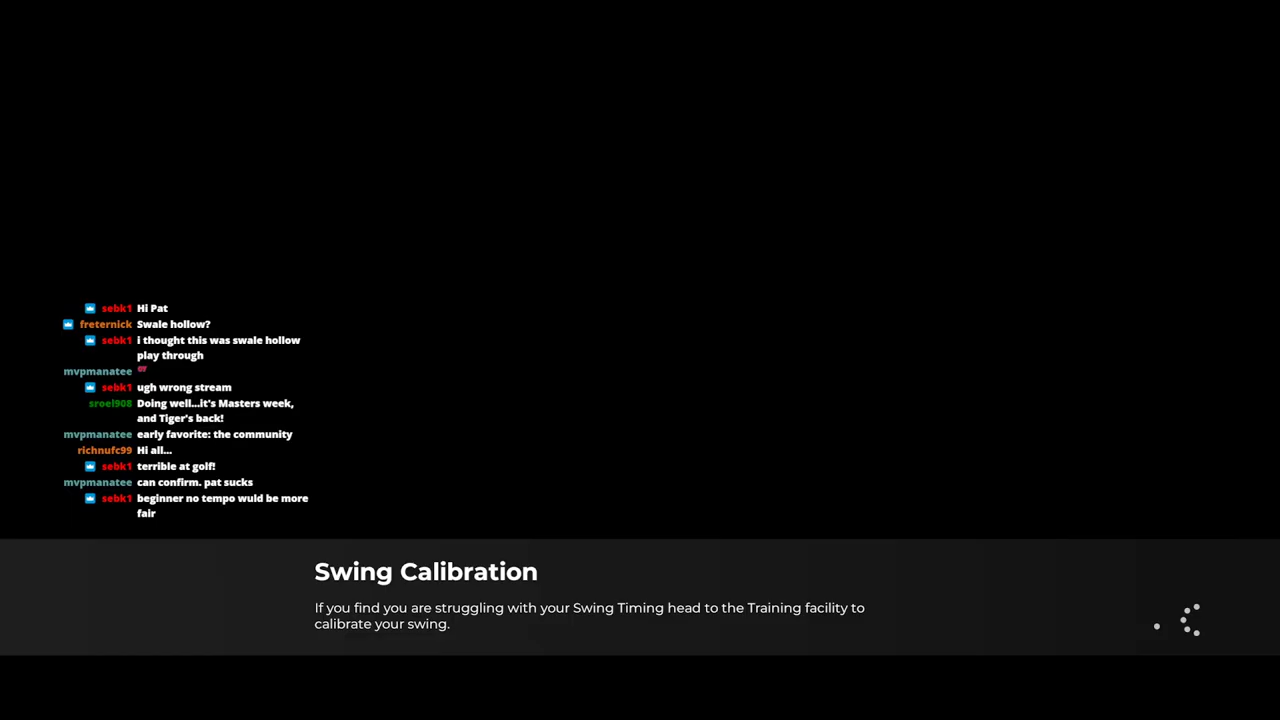 sebk1 Hi Pat
freternick Swale hollow?
sebk1 i thought this was swale hollow
play through
mvpmanatee
sebk1 ugh wrong stream
sroel908 Doing well...it's Masters week,
and Tiger's back!
mvpmanatee early favorite: the community
richnufc99 Hi all...
sebk1 terrible at golf!
mvpmanatee can confirm. pat sucks
sebk1 beginner no tempo wuld be more
fair
Swing Calibration
If you find you are struggling with your Swing Timing head to the Training facility to
calibrate your swing.